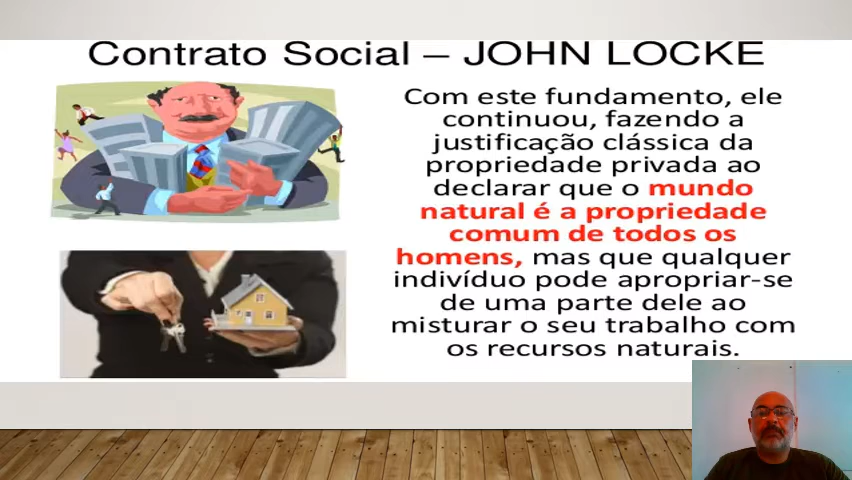 Contrato Social – JOHN LOCKE
Com este fundamento, ele
continuou, fazendo a
justificação clássica da
propriedade privada ao
declarar que o mundo
natural é a propriedade
comum de todos os
homens, mas que qualquer
indivíduo pode apropriar-se
de uma parte dele ao
misturar o seu trabalho com
os recursos naturais.